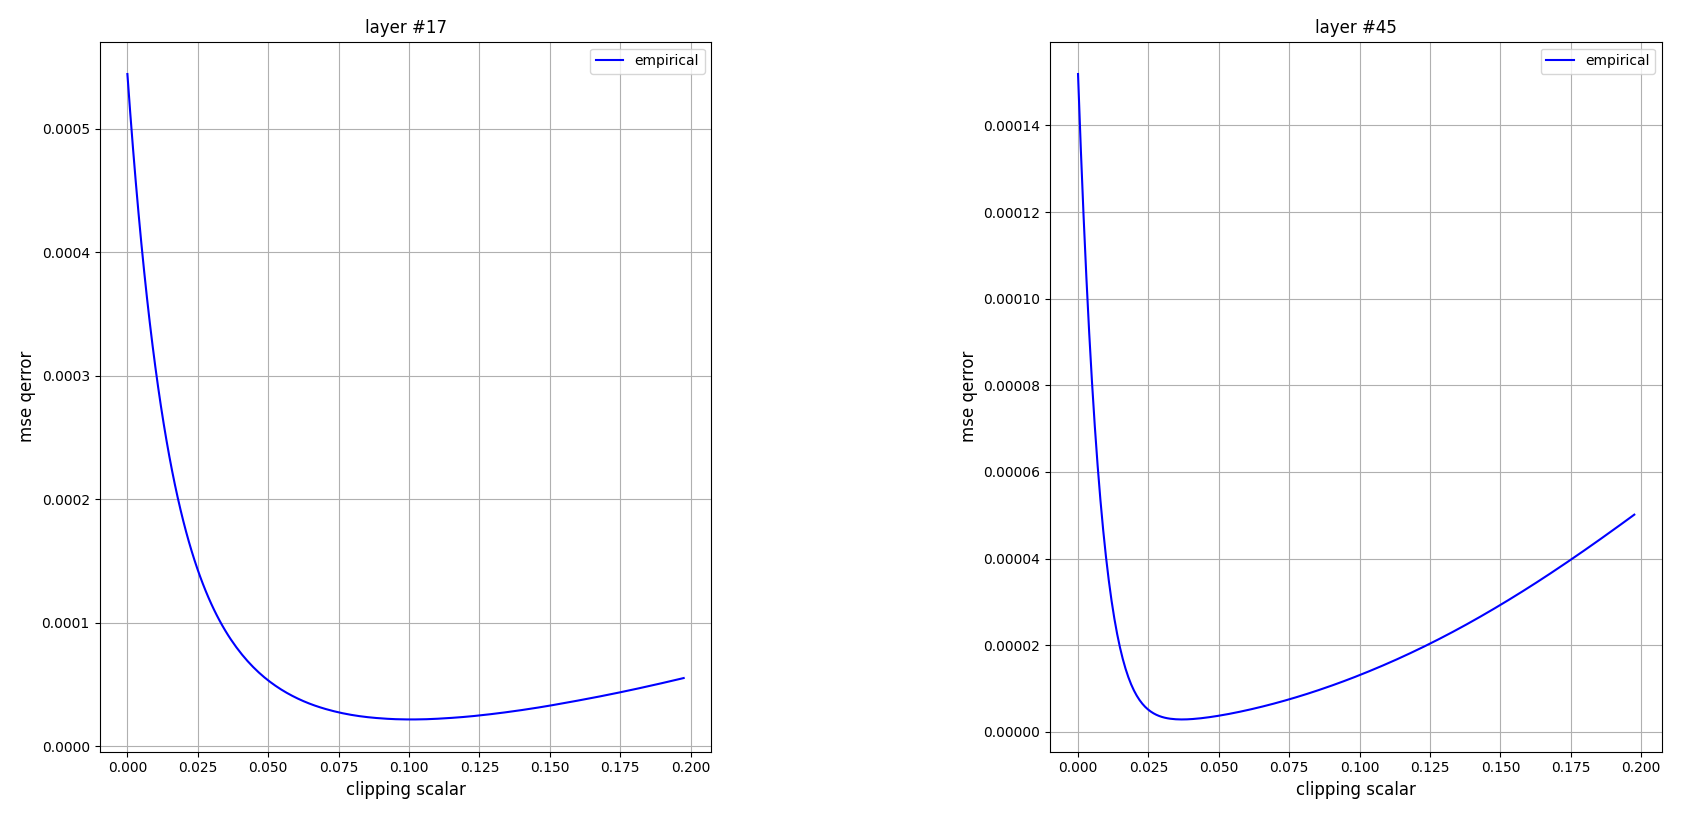 layer #17
empirical
0.0005
0.0004
0.0003
0.0002
0.0001
0.0000
mse qerror
0.000 0.025 0.050 0.075 0.100 0.125 0.150 0.175 0.200
clipping scalar
layer #45
empirical
0.00014
0.00012
0.00010
0.00008
0.00006
0.00004
0.00002
0.00000
mse qerror
0.000 0.025 0.050 0.075 0.100 0.125 0.150 0.175 0.200
clipping scalar